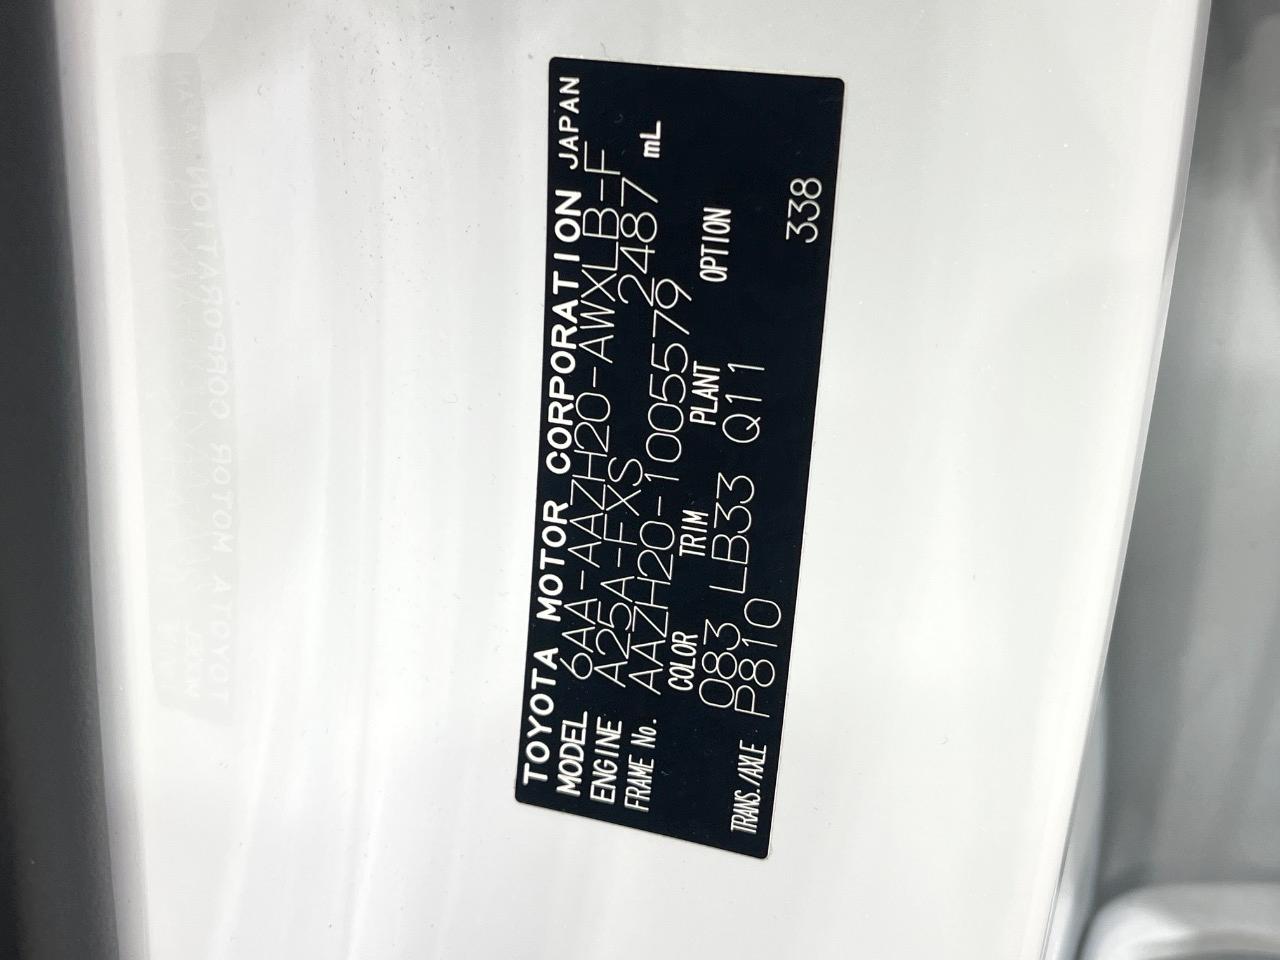 TOYOTA MOTOR CORPORATION JAPAN
MODEL 6AA-AAZH20-AWXLB-F
ENGINE A25A-FXS 2487 mL
FRAME No. AAZH20-1005579
COLOR TRIM PLANT OPTION
083 LB33 Q11
TRANS./AXLE P810
338